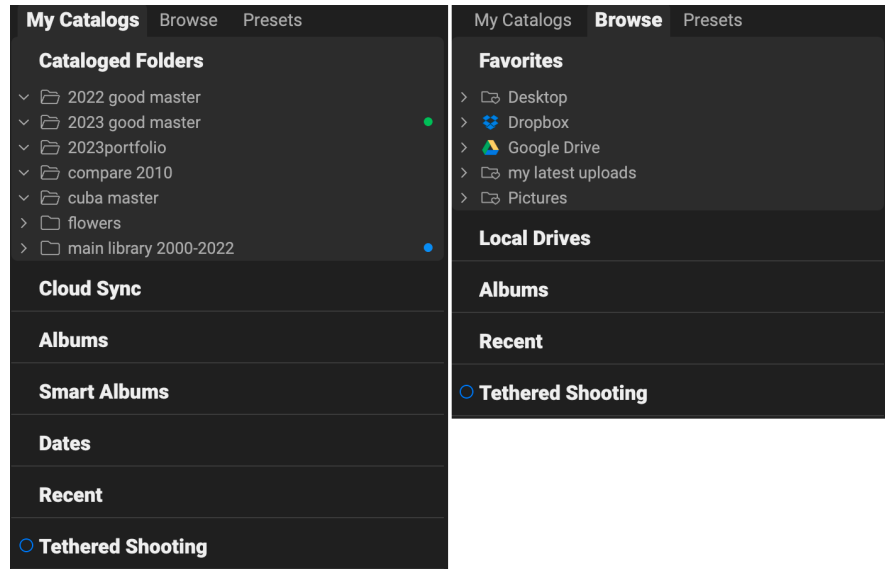 My Catalogs Browse Presets
Cataloged Folders
2022 good master
2023 good master
2023portfolio
compare 2010
cuba master
flowers
main library 2000-2022
Cloud Sync
Albums
Smart Albums
Dates
Recent
Tethered Shooting
My Catalogs Browse Presets
Favorites
Desktop
Dropbox
Google Drive
my latest uploads
Pictures
Local Drives
Albums
Recent
Tethered Shooting